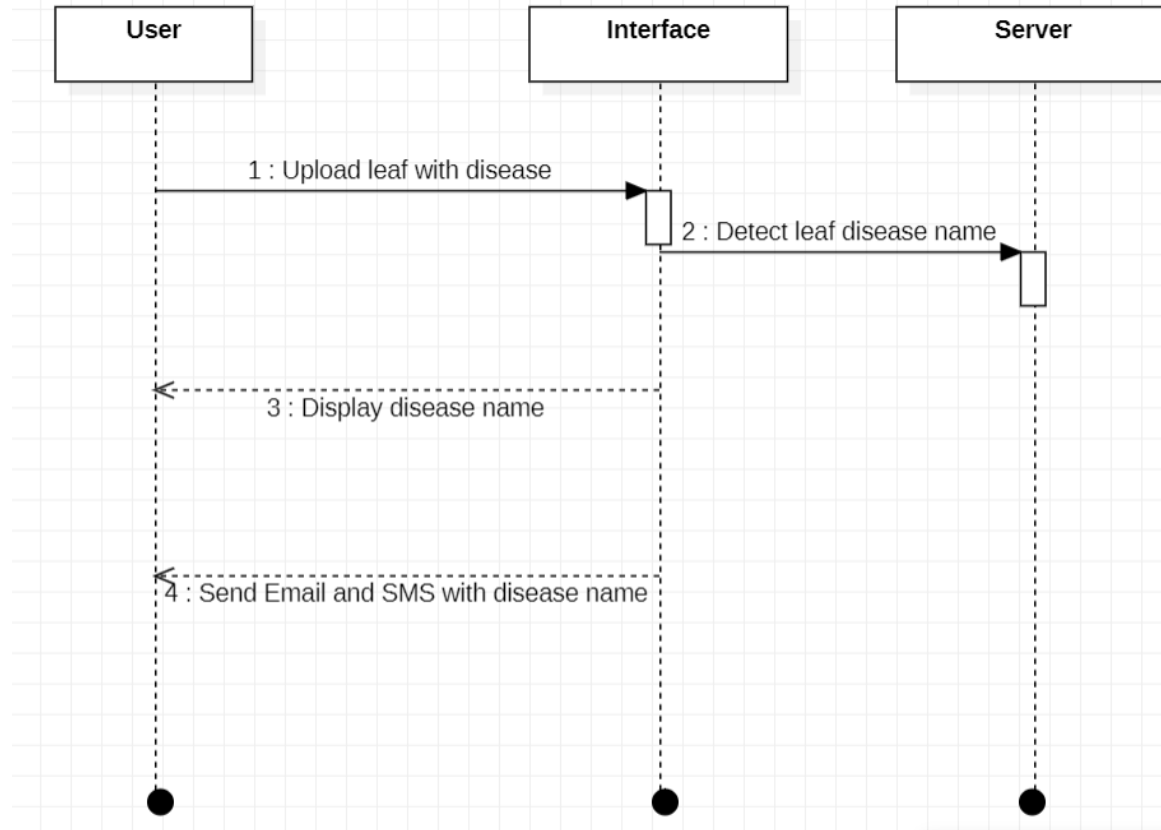 User
Interface
Server
1 : Upload leaf with disease
2 : Detect leaf disease name
3 : Display disease name
4 : Send Email and SMS with disease name